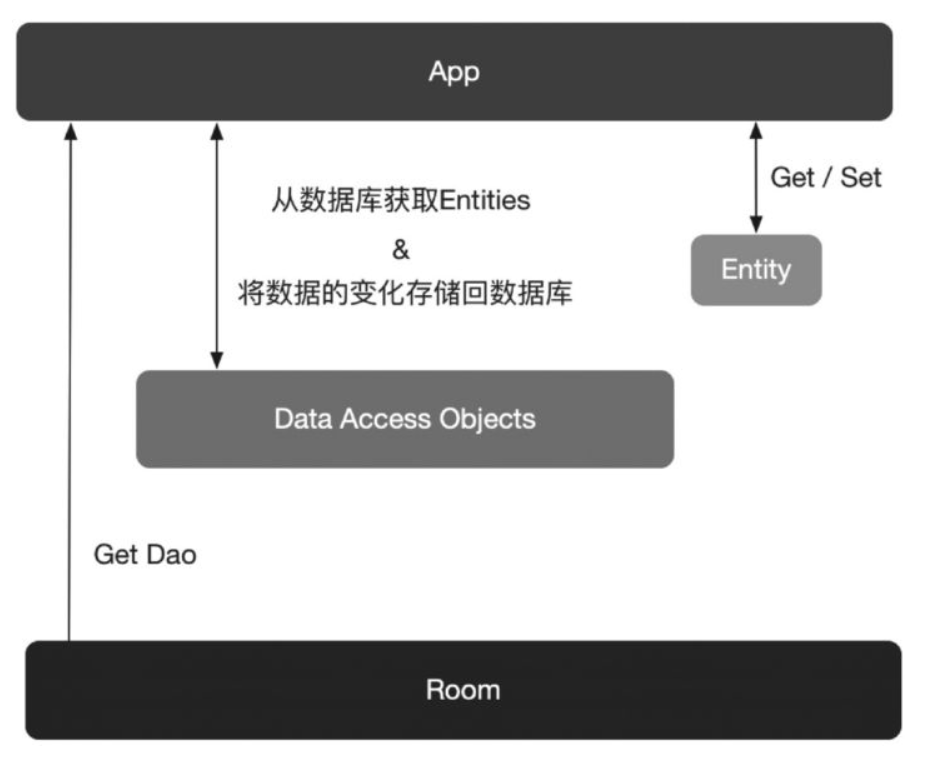 App
从数据库获取Entities
&
将数据的变化存储回数据库
Get / Set
Entity
Data Access Objects
Get Dao
Room